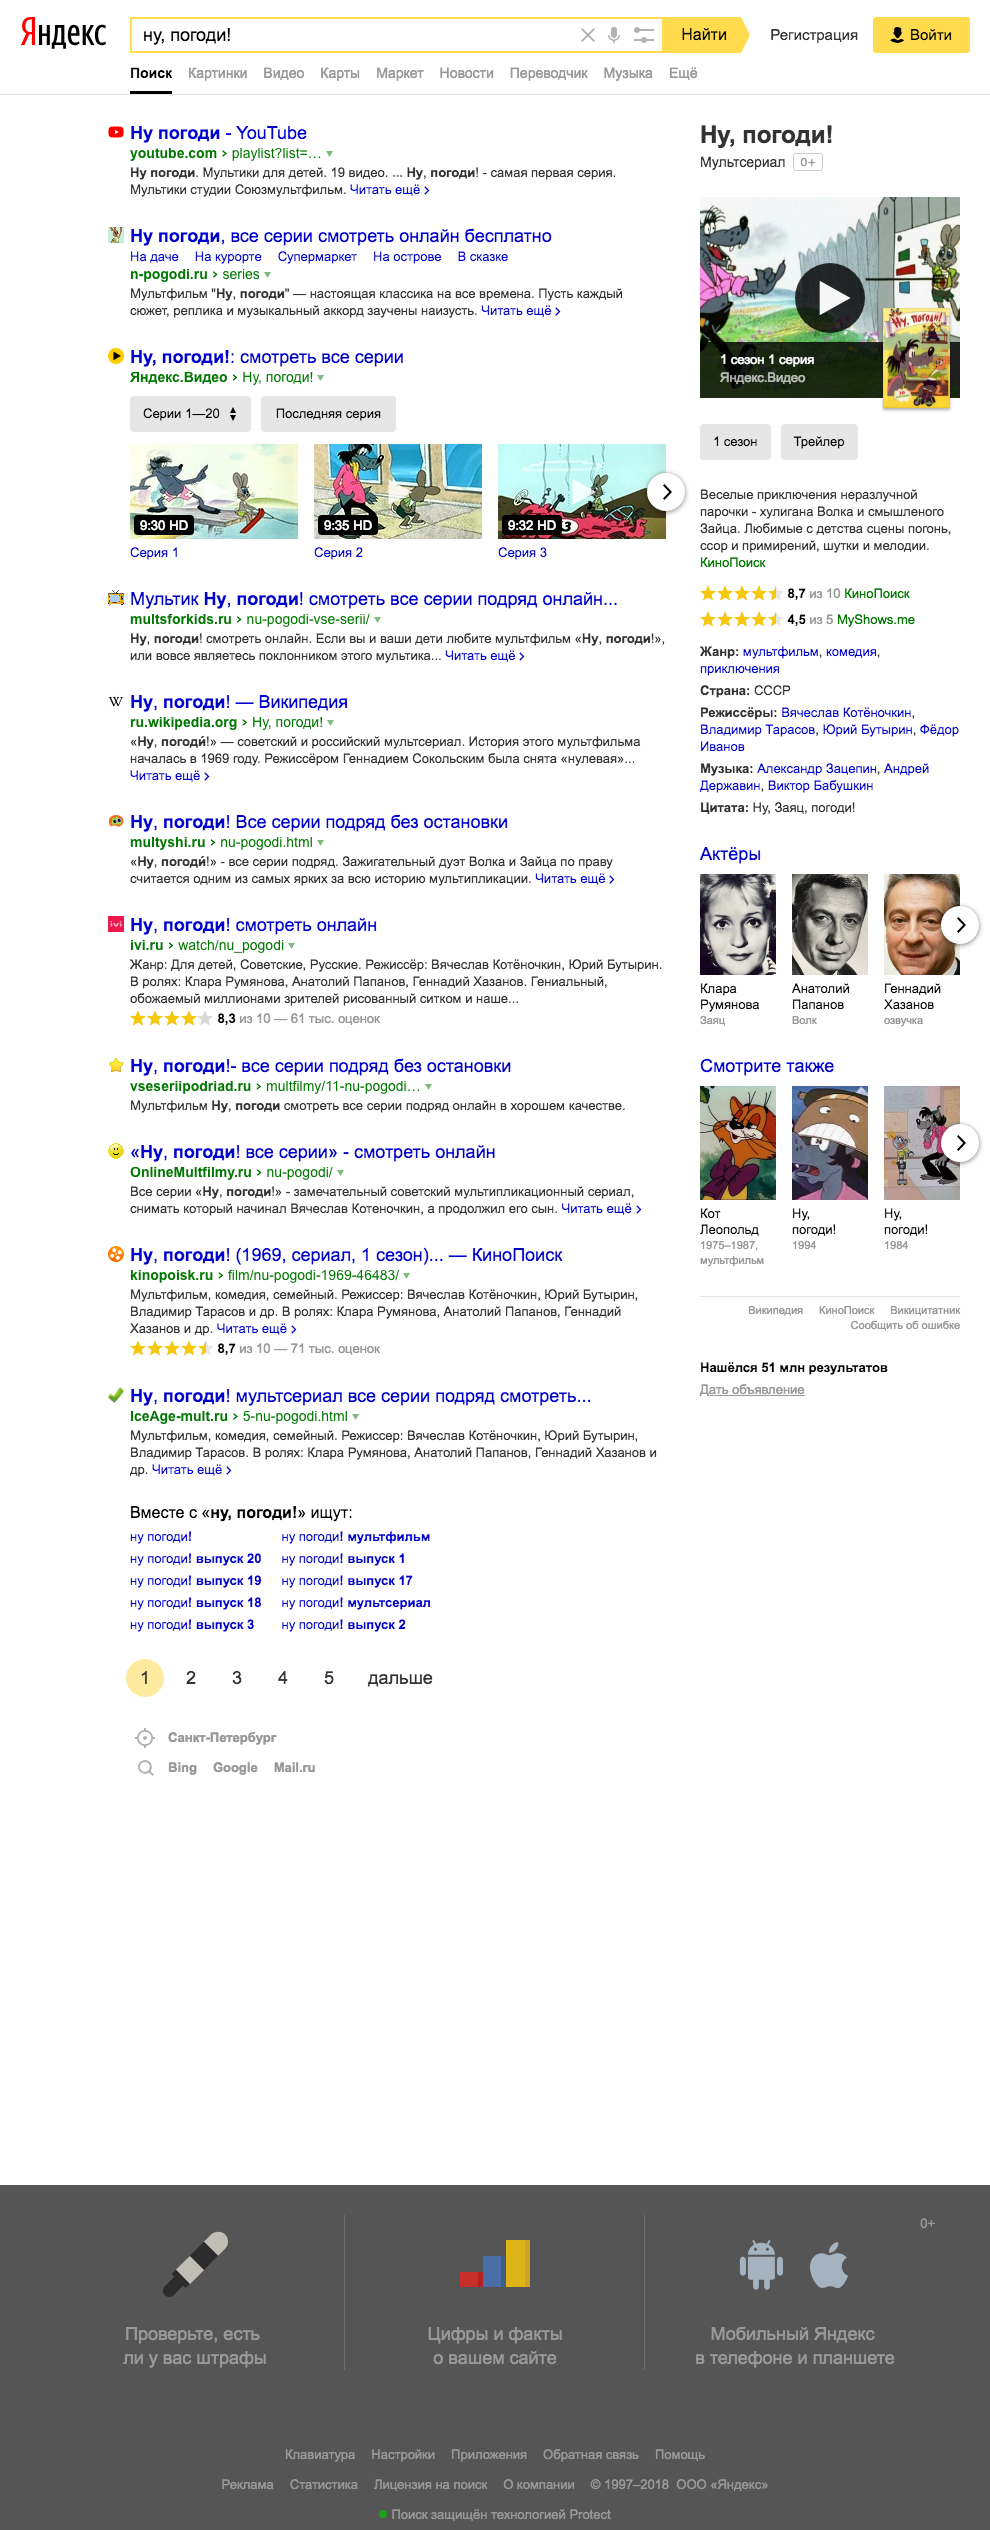 Яндекс
ну, погоди!
Найти
Регистрация
Войти
Поиск Картинки Видео Карты Маркет Новости Переводчик Музыка Ещё
Ну погоди - YouTube
youtube.com › playlist?list=...
Ну погоди. Мультики для детей. 19 видео. ... Ну, погоди! - самая первая серия.
Мультики студии Союзмультфильм. Читать ещё ›
Ну погоди, все серии смотреть онлайн бесплатно
На даче На курорте Супермаркет На острове В сказке
n-pogodi.ru › series
Мультфильм "Ну, погоди" — настоящая классика на все времена. Пусть каждый
сюжет, реплика и музыкальный аккорд заучены наизусть. Читать ещё ›
Ну, погоди!: смотреть все серии
Яндекс.Видео › Ну, погоди!
Серии 1—20
Последняя серия
9:30 HD
9:35 HD
9:32 HD
Серия 1
Серия 2
Серия 3
Мультик Ну, погоди! смотреть все серии подряд онлайн...
multsforkids.ru › nu-pogodi-vse-serii/
Ну, погоди! смотреть онлайн. Если вы и ваши дети любите мультфильм «Ну, погоди!»,
или вовсе являетесь поклонником этого мультика... Читать ещё ›
W
Ну, погоди! — Википедия
ru.wikipedia.org › Ну, погоди!
«Ну, погоди́!» — советский и российский мультсериал. История этого мультфильма
началась в 1969 году. Режиссёром Геннадием Сокольским была снята «нулевая»...
Читать ещё ›
Ну, погоди! Все серии подряд без остановки
multyshi.ru › nu-pogodi.html
«Ну, погоди́!» - все серии подряд. Зажигательный дуэт Волка и Зайца по праву
считается одним из самых ярких за всю историю мультипликации. Читать ещё ›
ivi
Ну, погоди! смотреть онлайн
ivi.ru › watch/nu_pogodi
Жанр: Для детей, Советские, Русские. Режиссёр: Вячеслав Котёночкин, Юрий Бутырин.
В ролях: Клара Румянова, Анатолий Папанов, Геннадий Хазанов. Гениальный,
обожаемый миллионами зрителей рисованный ситком и наше...
8,3 из 10 — 61 тыс. оценок
Ну, погоди!- все серии подряд без остановки
vseseriipodriad.ru › multfilmy/11-nu-pogodi...
Мультфильм Ну, погоди смотреть все серии подряд онлайн в хорошем качестве.
«Ну, погоди! все серии» - смотреть онлайн
OnlineMultfilmy.ru › nu-pogodi/
Все серии «Ну, погоди!» - замечательный советский мультипликационный сериал,
снимать который начинал Вячеслав Котеночкин, а продолжил его сын. Читать ещё ›
Ну, погоди! (1969, сериал, 1 сезон)... — КиноПоиск
kinopoisk.ru › film/nu-pogodi-1969-46483/
Мультфильм, комедия, семейный. Режиссер: Вячеслав Котёночкин, Юрий Бутырин,
Владимир Тарасов и др. В ролях: Клара Румянова, Анатолий Папанов, Геннадий
Хазанов и др. Читать ещё ›
8,7 из 10 — 71 тыс. оценок
Ну, погоди! мультсериал все серии подряд смотреть...
IceAge-mult.ru › 5-nu-pogodi.html
Мультфильм, комедия, семейный. Режиссер: Вячеслав Котёночкин, Юрий Бутырин,
Владимир Тарасов. В ролях: Клара Румянова, Анатолий Папанов, Геннадий Хазанов и
др. Читать ещё ›
Вместе с «ну, погоди!» ищут:
ну погоди! ну погоди! мультфильм
ну погоди! выпуск 20 ну погоди! выпуск 1
ну погоди! выпуск 19 ну погоди! выпуск 17
ну погоди! выпуск 18 ну погоди! мультсериал
ну погоди! выпуск 3 ну погоди! выпуск 2
1 2 3 4 5 дальше
Санкт-Петербург
Bing Google Mail.ru
Ну, погоди!
Мультсериал 0+
Ну, погоди!
1 сезон 1 серия
Яндекс.Видео
1 сезон
Трейлер
Веселые приключения неразлучной
парочки - хулигана Волка и смышленого
Зайца. Любимые с детства сцены погонь,
ссор и примирений, шутки и мелодии.
КиноПоиск
8,7 из 10 КиноПоиск
4,5 из 5 MyShows.me
Жанр: мультфильм, комедия,
приключения
Страна: СССР
Режиссёры: Вячеслав Котёночкин,
Владимир Тарасов, Юрий Бутырин, Фёдор
Иванов
Музыка: Александр Зацепин, Андрей
Державин, Виктор Бабушкин
Цитата: Ну, Заяц, погоди!
Актёры
Клара
Румянова
Заяц
Анатолий
Папанов
Волк
Геннадий
Хазанов
озвучка
Смотрите также
Кот
Леопольд
1975–1987,
мультфильм
Ну,
погоди!
1994
Ну,
погоди!
1984
Википедия КиноПоиск Викицитатник
Сообщить об ошибке
Нашёлся 51 млн результатов
Дать объявление
0+
Проверьте, есть
ли у вас штрафы
Цифры и факты
о вашем сайте
Мобильный Яндекс
в телефоне и планшете
Клавиатура Настройки Приложения Обратная связь Помощь
Реклама Статистика Лицензия на поиск О компании © 1997–2018 ООО «Яндекс»
Поиск защищён технологией Protect